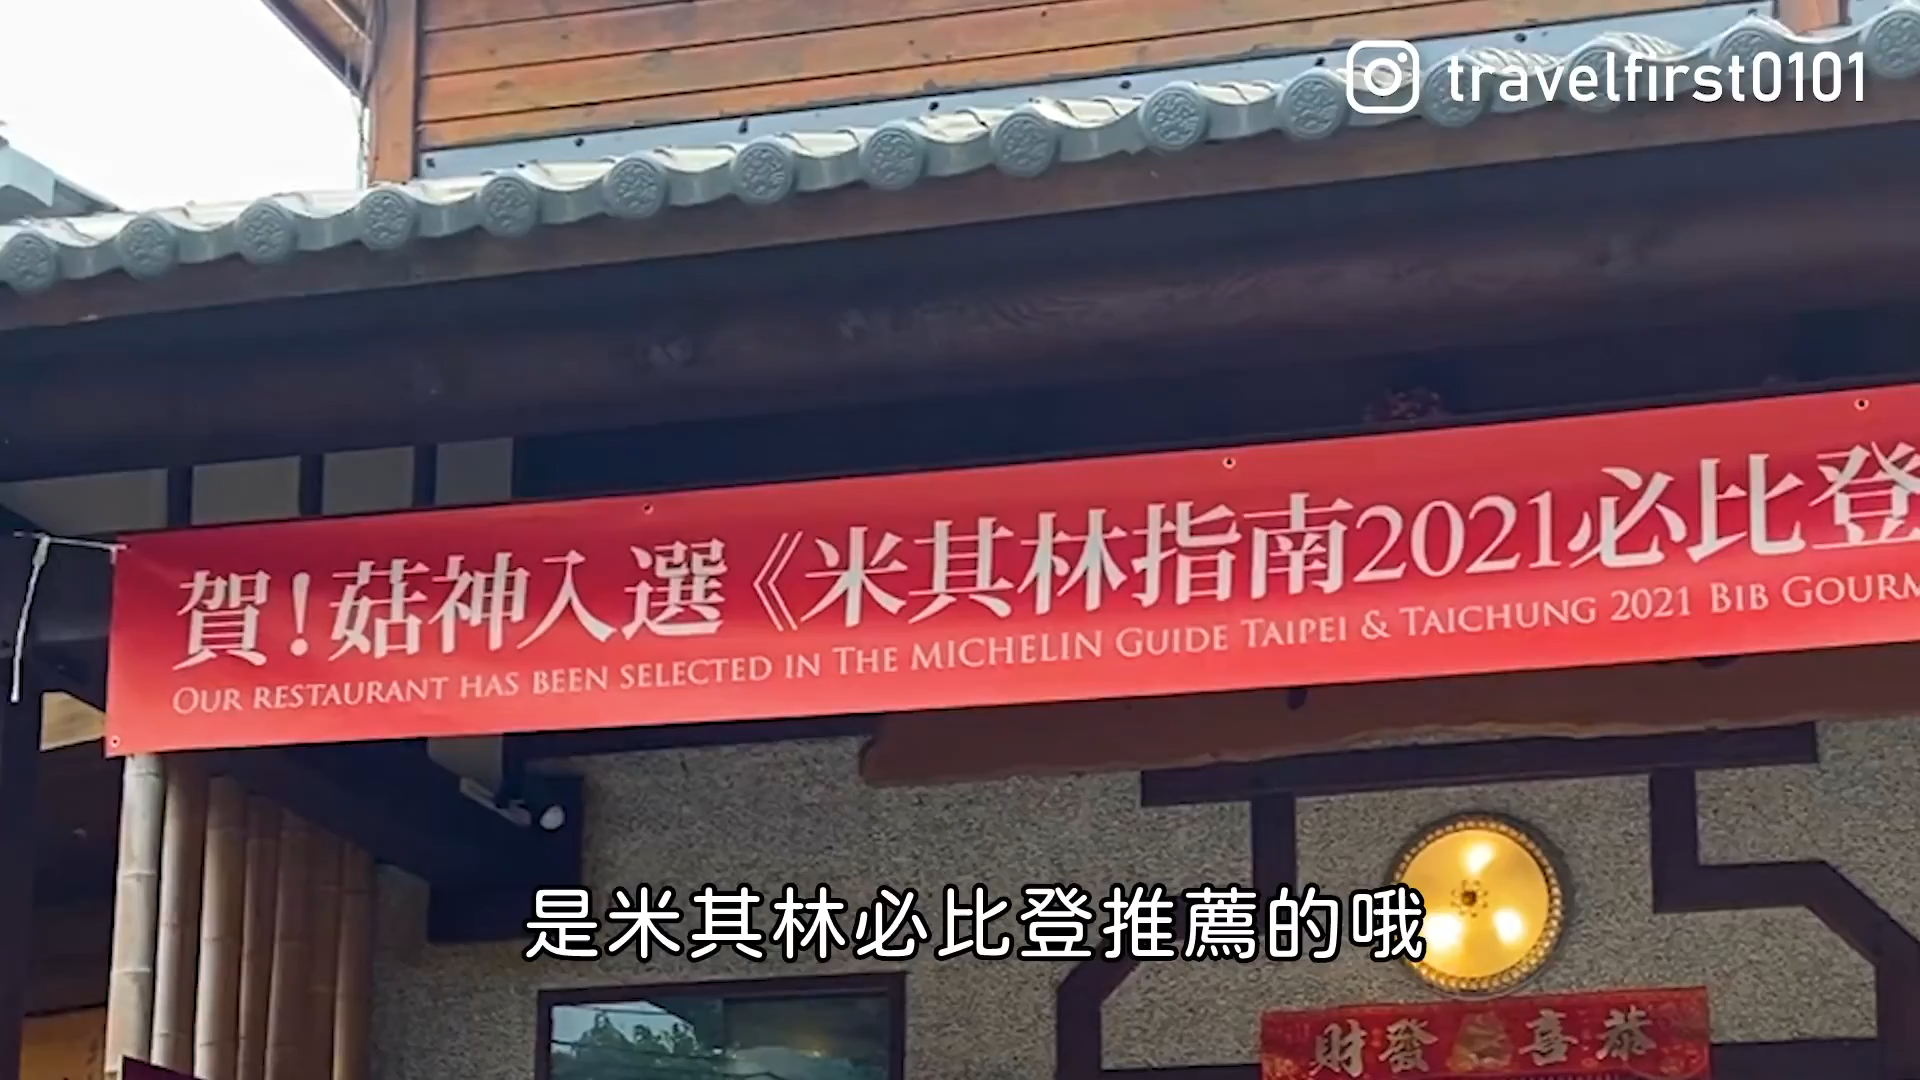 travelfirst0101
賀!菇神入選《米其林指南2021必比登
OUR RESTAURANT HAS BEEN SELECTED IN THE MICHELIN GUIDE TAIPEI & TAICHUNG 2021 BIB GOURM
是米其林必比登推薦的哦
財發 喜恭